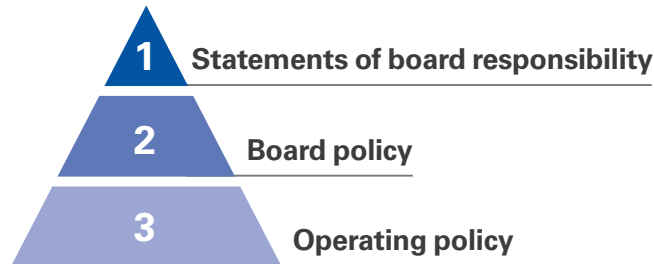 1 Statements of board responsibility
2 Board policy
3 Operating policy